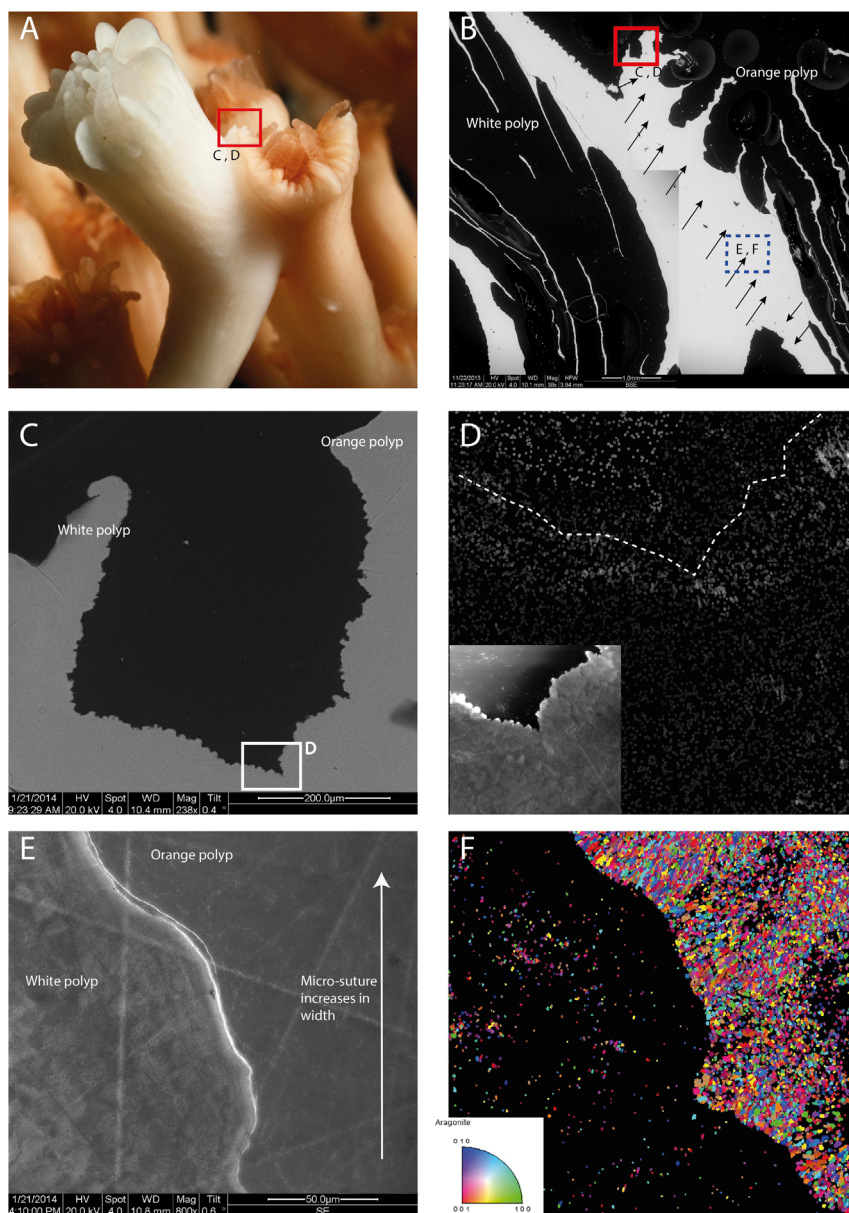 A
C, D
B
C, D
Orange polyp
White polyp
E, F
11/22/2013 HV Spot WD Mag HFW 1.0mm
11:23:17 AM 20.0 kV 4.0 10.1 mm 38x 3.94 mm BSE
C
Orange polyp
White polyp
D
1/21/2014 HV Spot WD Mag Tilt 200.0µm
9:23:29 AM 20.0 kV 4.0 10.4 mm 238x 0.4 °
D
E
Orange polyp
White polyp
Micro-suture
increases in
width
1/21/2014 HV Spot WD Mag Tilt 50.0µm
4:10:00 PM 20.0 kV 4.0 10.8 mm 800x 0.6 ° SE
F
Aragonite
0 1 0
0 0 1 1 0 0